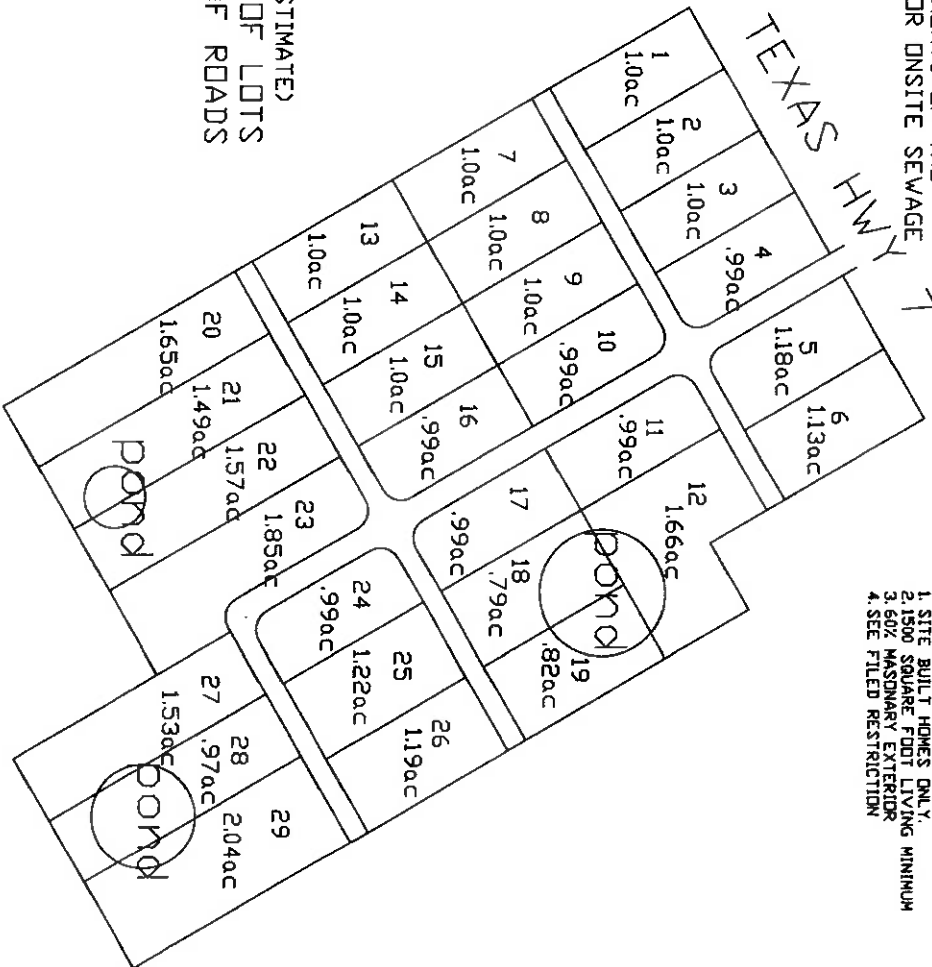 OR ONSITE SEWAGE
TEXAS HWY 7
STIMATE)
OF LOTS
F ROADS
1. SITE BUILT HOMES ONLY.
2. 1500 SQUARE FOOT LIVING MINIMUM
3. 60% MASONARY EXTERIOR
4. SEE FILED RESTRICTION
1
1.0ac
2
1.0ac
3
1.0ac
4
.99ac
5
1.18ac
6
1.13ac
7
1.0ac
8
1.0ac
9
1.0ac
10
.99ac
11
.99ac
12
1.66ac
13
1.0ac
14
1.0ac
15
1.0ac
16
.99ac
17
.99ac
18
.79ac
19
.82ac
pond
20
1.65ac
21
1.49ac
22
1.57ac
23
1.85ac
pond
24
.99ac
25
1.22ac
26
1.19ac
27
1.53ac
28
.97ac
29
2.04ac
pond